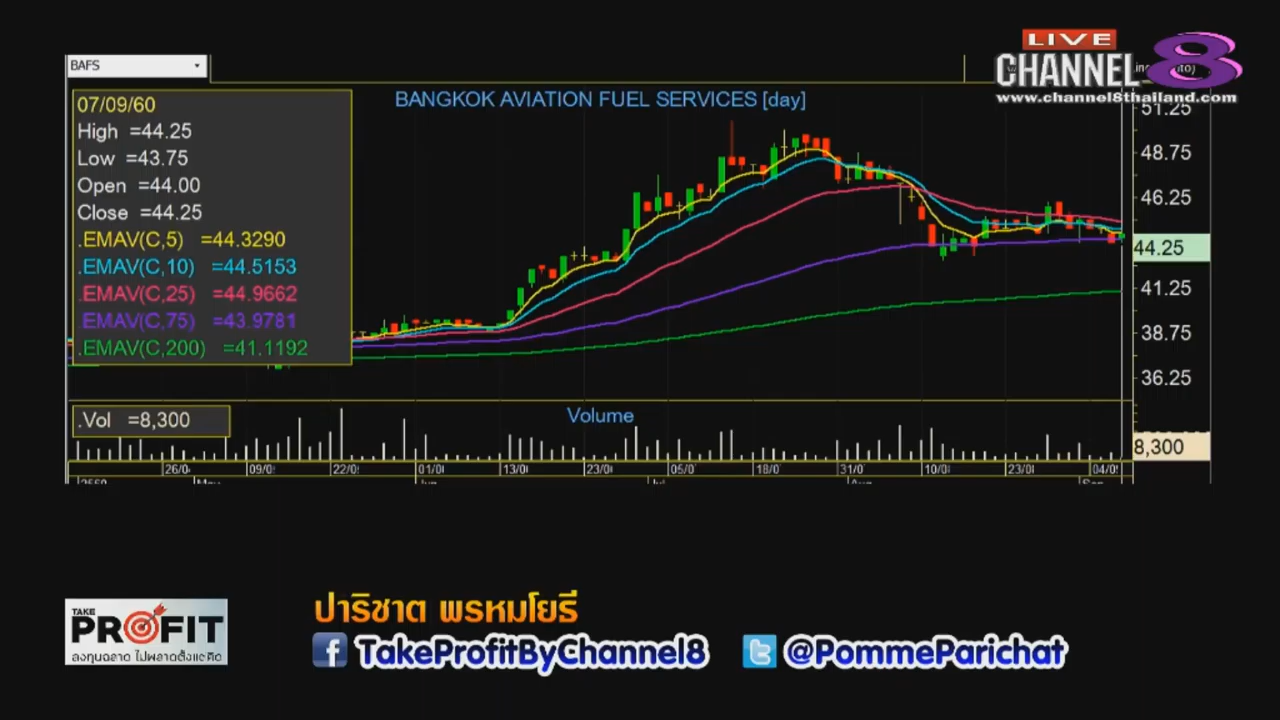 LIVE
CHANNEL 8
www.channel8thailand.com
BAFS
BANGKOK AVIATION FUEL SERVICES [day]
07/09/60
High =44.25
Low =43.75
Open =44.00
Close =44.25
.EMAV(C,5) =44.3290
.EMAV(C,10) =44.5153
.EMAV(C,25) =44.9662
.EMAV(C,75) =43.9781
.EMAV(C,200) =41.1192
51.25
48.75
46.25
44.25
41.25
38.75
36.25
.Vol =8,300
Volume
8,300
26/0 09/0 22/0 01/0 13/0 23/0 05/0 18/0 31/0 10/0 23/0 04/0
2560 May Jun Jul Aug Sep
TAKE
PROFIT
ลงทุนฉลาด ไม่พลาดตั้งแต่คิด
ปาริชาต พรหมโยธี
TakeProfitByChannel8 @PommeParichat